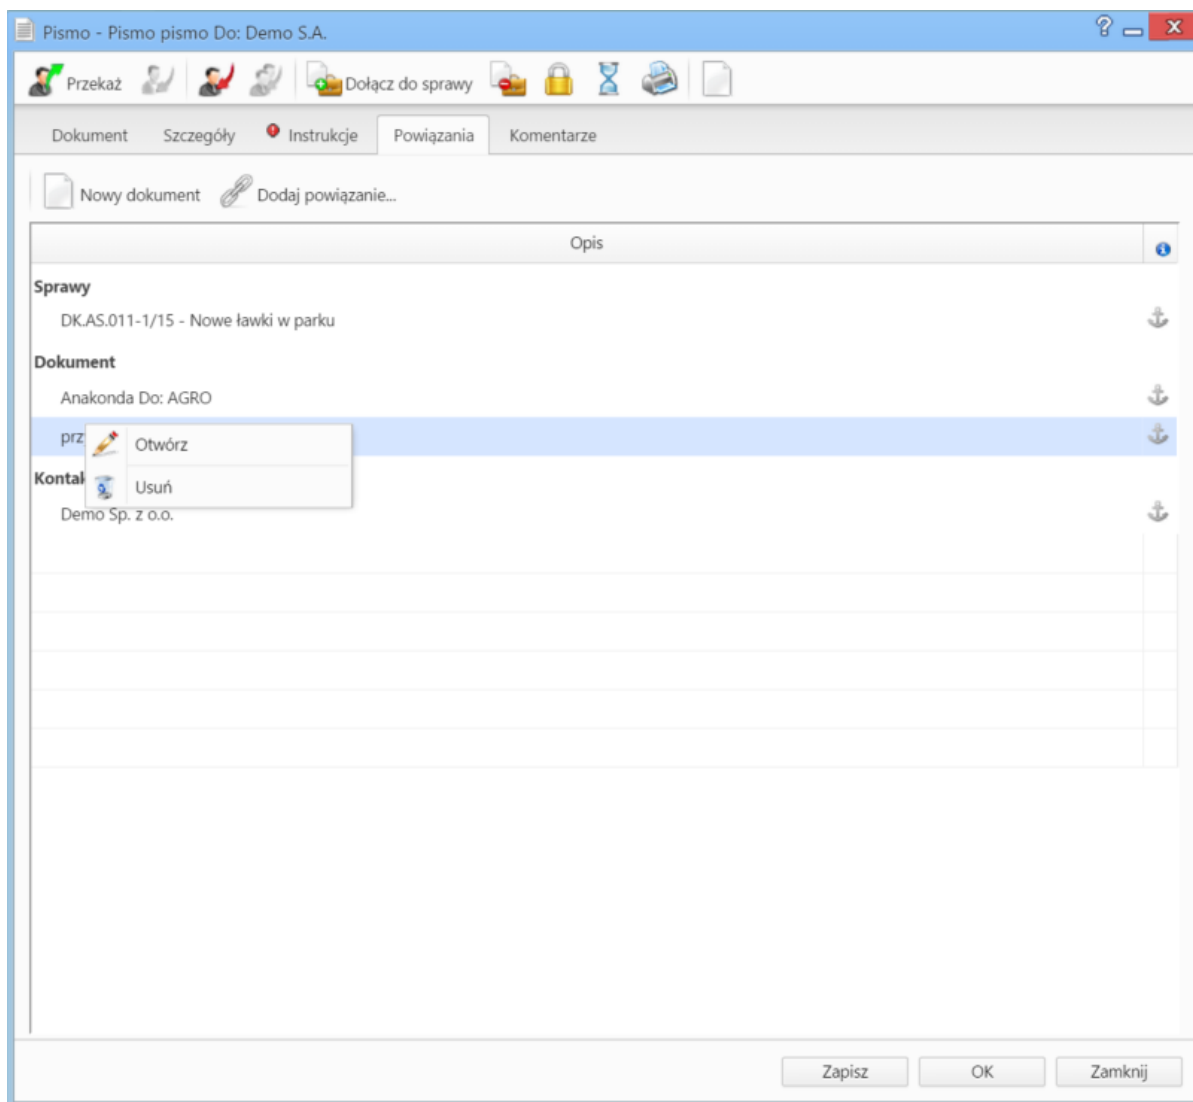 Pismo - Pismo pismo Do: Demo S.A.
Przekaż Dołącz do sprawy
Dokument Szczegóły Instrukcje Powiązania Komentarze
Nowy dokument Dodaj powiązanie...
Opis
Sprawy
DK.AS.011-1/15 - Nowe ławki w parku
Dokument
Anakonda Do: AGRO
prz
Otwórz
Kontak
Usuń
Demo Sp. z o.o.
Zapisz OK Zamknij